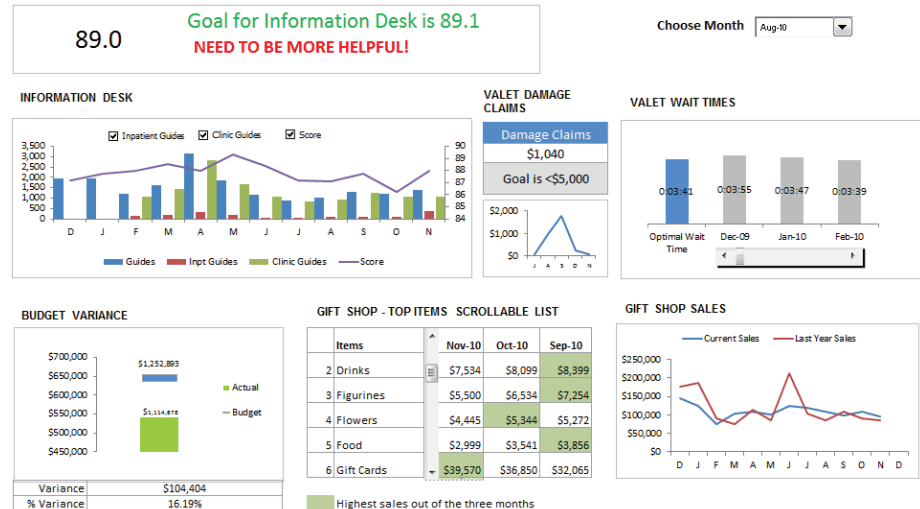 89.0
Goal for Information Desk is 89.1
NEED TO BE MORE HELPFUL!
Choose Month Aug-10
INFORMATION DESK
Inpatient Guides Clinic Guides Score
3,500
3,000
2,500
2,000
1,500
1,000
500
0
90
89
88
87
86
85
84
D J F M A M J J A S O N
Guides Inpt Guides Clinic Guides Score
VALET DAMAGE
CLAIMS
Damage Claims
$1,040
Goal is <$5,000
$2,000
$1,000
$0
J A S O N
VALET WAIT TIMES
0:03:41 0:03:55 0:03:47 0:03:39
Optimal Wait
Time
Dec-09 Jan-10 Feb-10
BUDGET VARIANCE
$700,000
$650,000
$600,000
$550,000
$500,000
$450,000
$1,252,893
$1,114,678
Actual
Budget
Variance $104,404
% Variance 16.19%
GIFT SHOP - TOP ITEMS SCROLLABLE LIST
Items Nov-10 Oct-10 Sep-10
2 Drinks $7,534 $8,099 $8,399
3 Figurines $5,500 $6,534 $7,254
4 Flowers $4,445 $5,344 $5,272
5 Food $2,999 $3,541 $3,856
6 Gift Cards $39,570 $36,850 $32,065
Highest sales out of the three months
GIFT SHOP SALES
Current Sales Last Year Sales
$250,000
$200,000
$150,000
$100,000
$50,000
$0
D J F M A M J J A S O N D